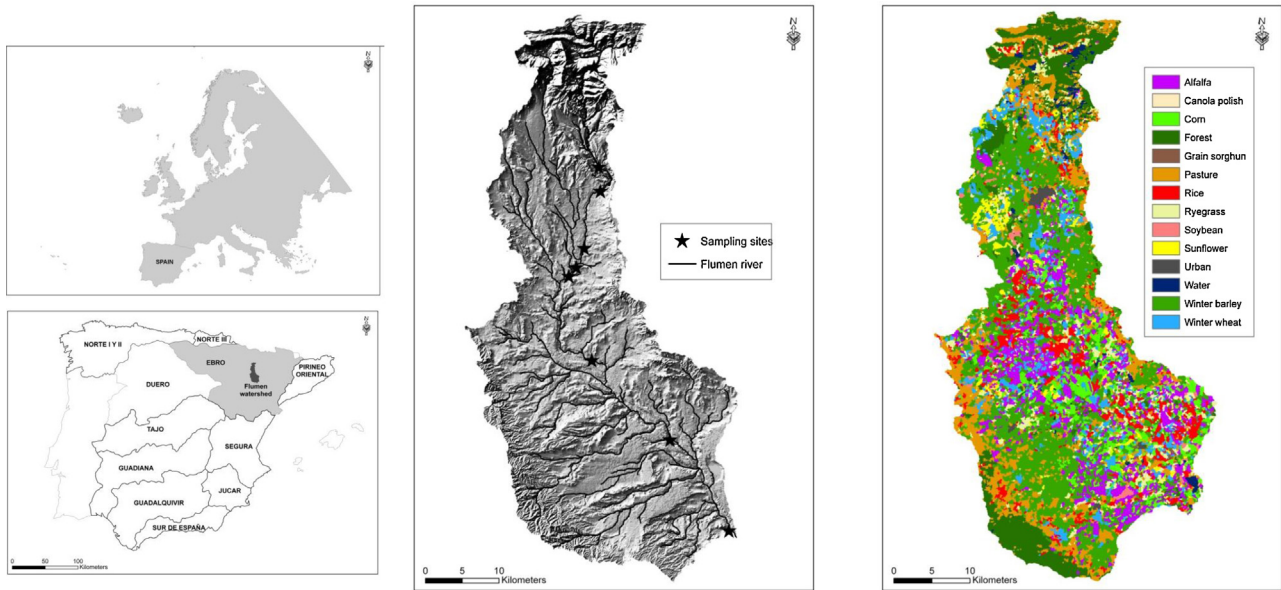 N
SPAIN
N
NORTE I Y II
NORTE III
EBRO
PIRINEO
ORIENTAL
DUERO
Flumen
watershed
TAJO
SEGURA
GUADIANA
JUCAR
GUADALQUIVIR
SUR DE ESPAÑA
0 50 100
Kilometers
N
Sampling sites
Flumen river
0 5 10
Kilometers
N
Alfalfa
Canola polish
Corn
Forest
Grain sorghun
Pasture
Rice
Ryegrass
Soybean
Sunflower
Urban
Water
Winter barley
Winter wheat
0 5 10
Kilometers